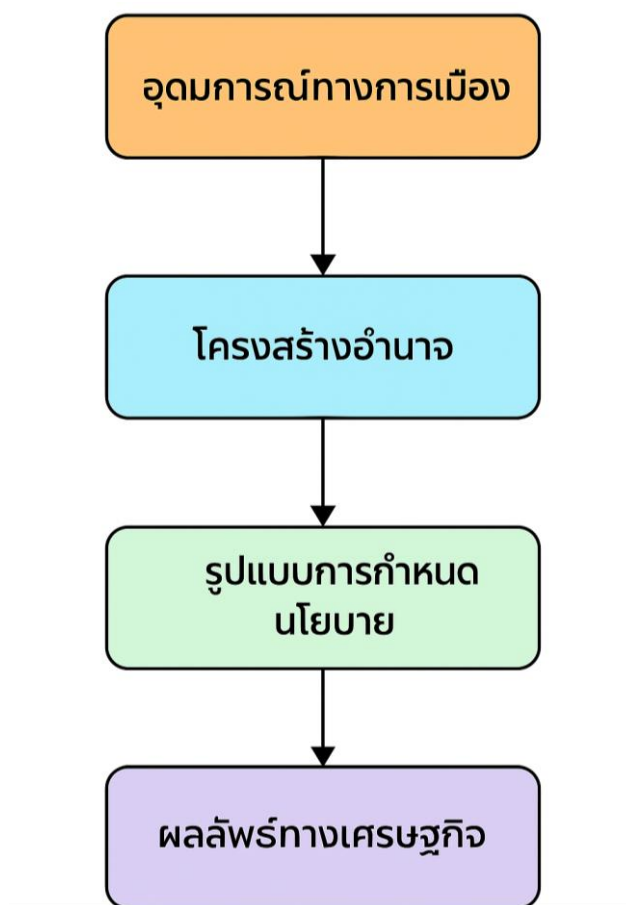 อุดมการณ์ทางการเมือง
โครงสร้างอำนาจ
รูปแบบการกำหนด
นโยบาย
ผลลัพธ์ทางเศรษฐกิจ